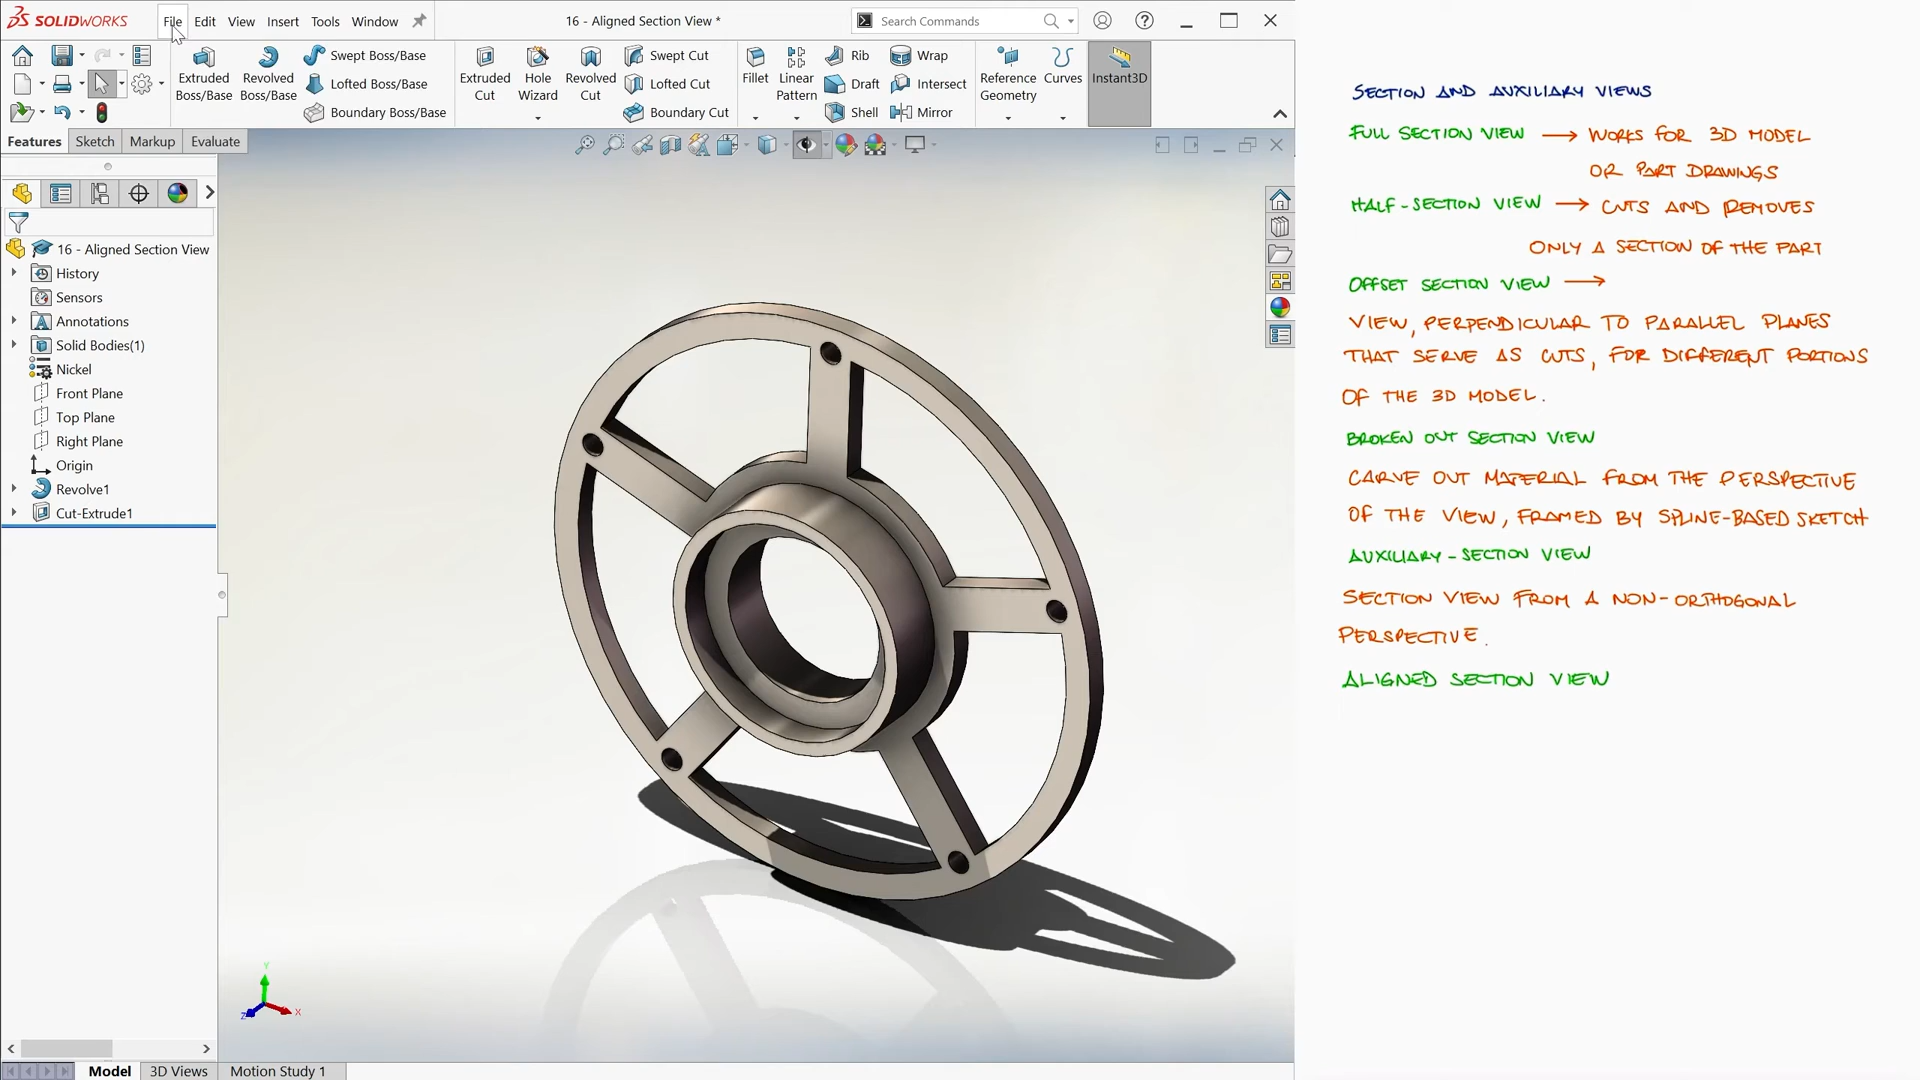 SOLIDWORKS
File Edit View Insert Tools Window
16 - Aligned Section View *
Search Commands
Extruded Boss/Base
Revolved Boss/Base
Swept Boss/Base
Lofted Boss/Base
Boundary Boss/Base
Extruded Cut
Hole Wizard
Revolved Cut
Swept Cut
Lofted Cut
Boundary Cut
Fillet
Linear Pattern
Rib
Draft
Shell
Wrap
Intersect
Mirror
Reference Geometry
Curves
Instant3D
Features Sketch Markup Evaluate
16 - Aligned Section View
History
Sensors
Annotations
Solid Bodies(1)
Nickel
Front Plane
Top Plane
Right Plane
Origin
Revolve1
Cut-Extrude1
Y
X
Z
Model 3D Views Motion Study 1
SECTION AND AUXILIARY VIEWS
FULL SECTION VIEW → WORKS FOR 3D MODEL
OR PART DRAWINGS
HALF-SECTION VIEW → CUTS AND REMOVES
ONLY A SECTION OF THE PART
OFFSET SECTION VIEW →
VIEW, PERPENDICULAR TO PARALLEL PLANES
THAT SERVE AS CUTS, FOR DIFFERENT PORTIONS
OF THE 3D MODEL.
BROKEN OUT SECTION VIEW
CARVE OUT MATERIAL FROM THE PERSPECTIVE
OF THE VIEW, FRAMED BY SPLINE-BASED SKETCH
AUXILIARY-SECTION VIEW
SECTION VIEW FROM A NON-ORTHOGONAL
PERSPECTIVE.
ALIGNED SECTION VIEW